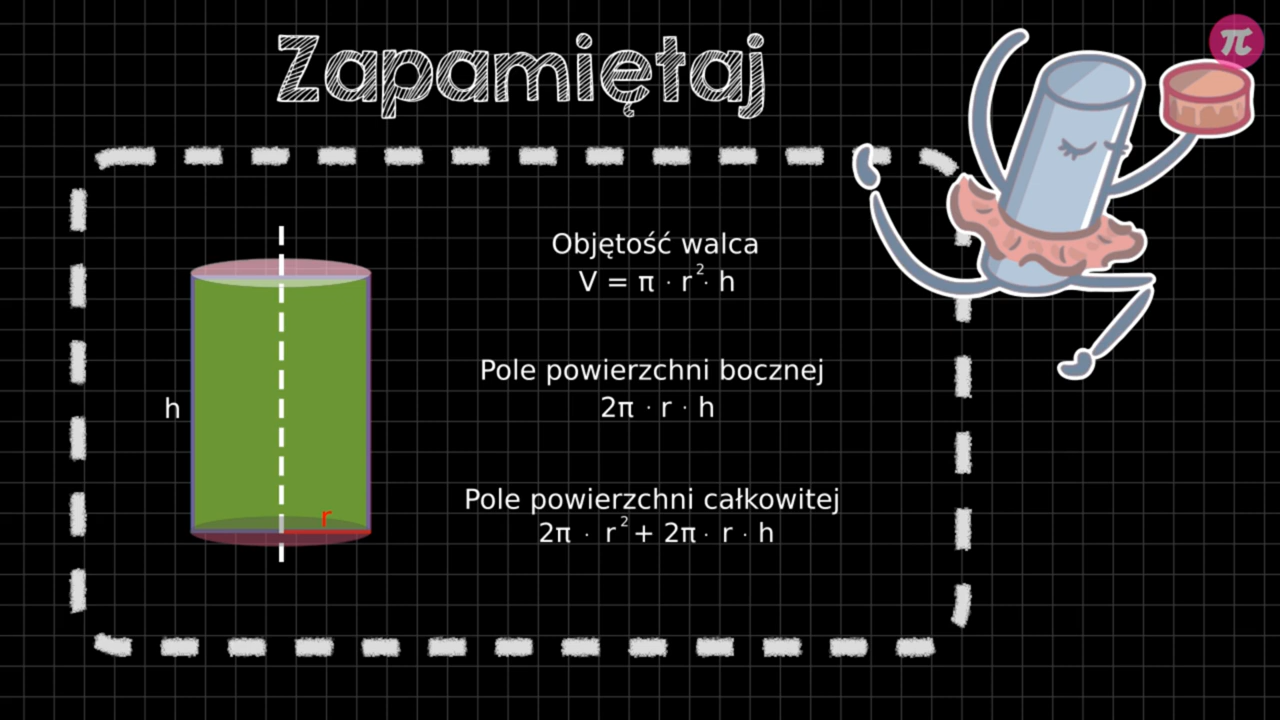 Zapamiętaj
π
Objętość walca
V = π · r²· h
Pole powierzchni bocznej
2π · r · h
h
Pole powierzchni całkowitej
r
2π · r² + 2π · r · h